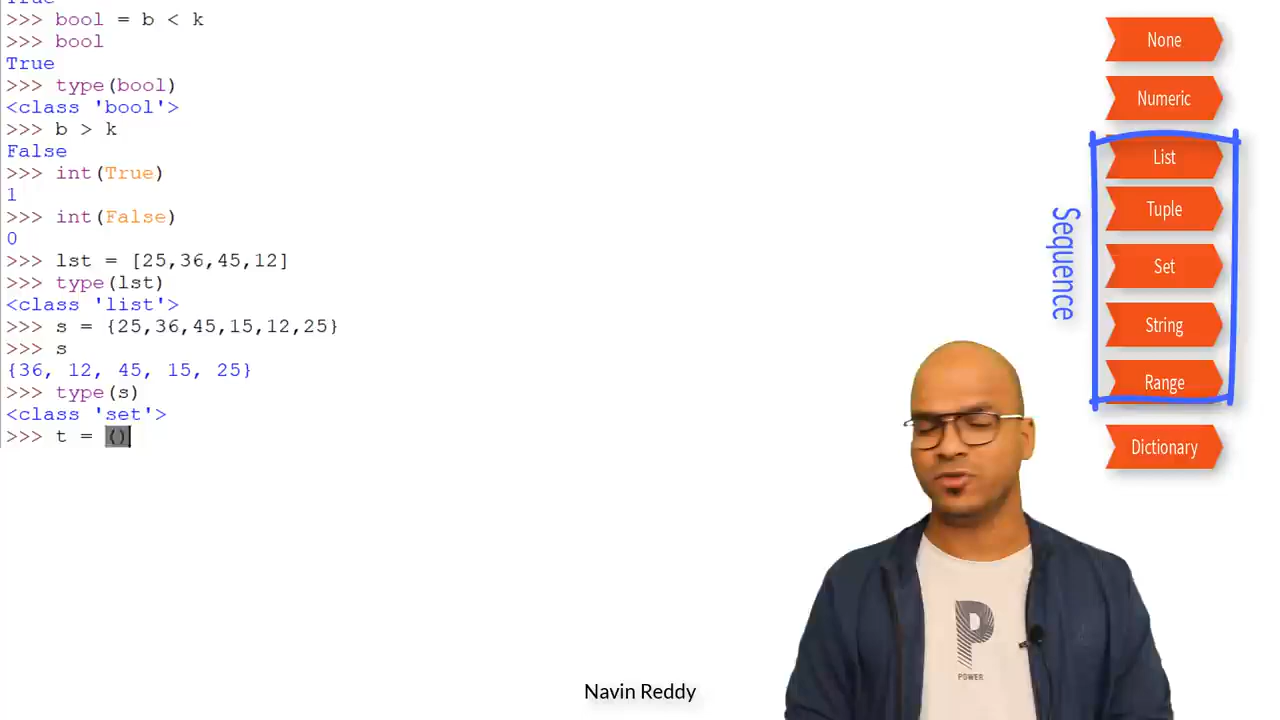 True
>>> bool = b < k
>>> bool
True
>>> type(bool)
<class 'bool'>
>>> b > k
False
>>> int(True)
1
>>> int(False)
0
>>> lst = [25,36,45,12]
>>> type(lst)
<class 'list'>
>>> s = {25,36,45,15,12,25}
>>> s
{36, 12, 45, 15, 25}
>>> type(s)
<class 'set'>
>>> t = ()
None
Numeric
List
Tuple
Set
String
Range
Dictionary
Sequence
P
POWER
Navin Reddy